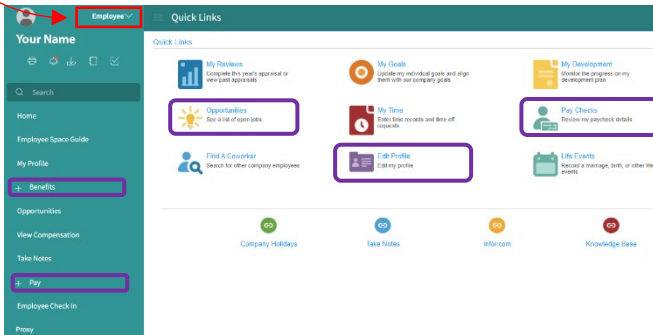 Employee
Quick Links
Your Name
Quick Links
My Reviews
Complete this year's appraisal or
view past appraisals
My Goals
Update my individual goals and align
them with our company goals
My Development
Monitor the progress on my
development plan
Search
Opportunities
See a list of open jobs
My Time
Enter time records and time off
requests
Pay Checks
Review my paycheck details
Home
Employee Space Guide
Find A Coworker
Search for other company employees
Edit Profile
Edit my profile
Life Events
Record a marriage, birth, or other life
events
My Profile
+ Benefits
Opportunities
View Compensation
Take Notes
+ Pay
Employee Check In
Proxy
Company Holidays
Take Notes
Infor.com
Knowledge Base